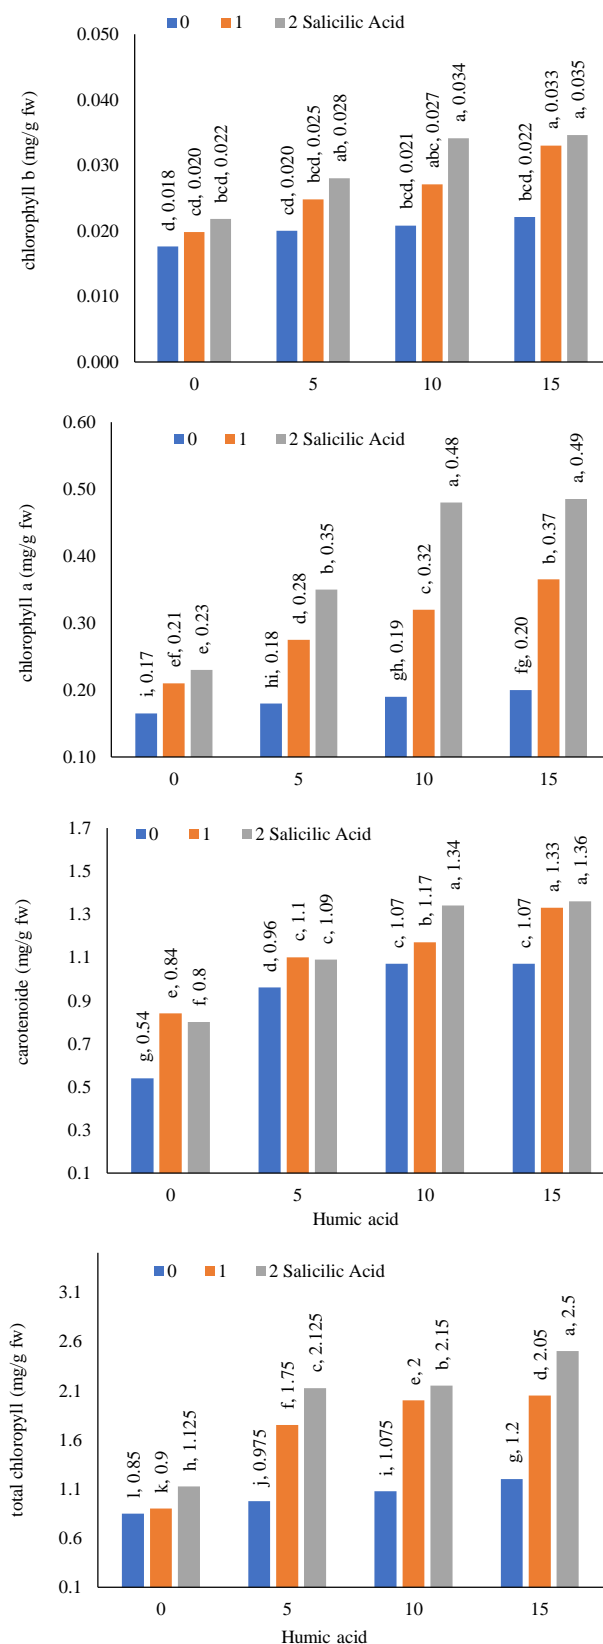 0 1 2 Salicilic Acid
chlorophyll b (mg/g fw)
0.050
0.040
0.030
0.020
0.010
0.000
d, 0.018
cd, 0.020
bcd, 0.022
cd, 0.020
bcd, 0.025
ab, 0.028
bcd, 0.021
abc, 0.027
a, 0.034
bcd, 0.022
a, 0.033
a, 0.035
0 5 10 15
0 1 2 Salicilic Acid
chlorophyll a (mg/g fw)
0.60
0.50
0.40
0.30
0.20
0.10
i, 0.17
ef, 0.21
e, 0.23
hi, 0.18
d, 0.28
b, 0.35
gh, 0.19
c, 0.32
a, 0.48
fg, 0.20
b, 0.37
a, 0.49
0 5 10 15
0 1 2 Salicilic Acid
carotenoide (mg/g fw)
1.7
1.5
1.3
1.1
0.9
0.7
0.5
0.3
0.1
g, 0.54
e, 0.84
f, 0.8
d, 0.96
c, 1.1
c, 1.09
c, 1.07
b, 1.17
a, 1.34
c, 1.07
a, 1.33
a, 1.36
0 5 10 15
Humic acid
0 1 2 Salicilic Acid
total chloropyll (mg/g fw)
3.1
2.6
2.1
1.6
1.1
0.6
0.1
l, 0.85
k, 0.9
h, 1.125
j, 0.975
f, 1.75
c, 2.125
i, 1.075
e, 2
b, 2.15
g, 1.2
d, 2.05
a, 2.5
0 5 10 15
Humic acid